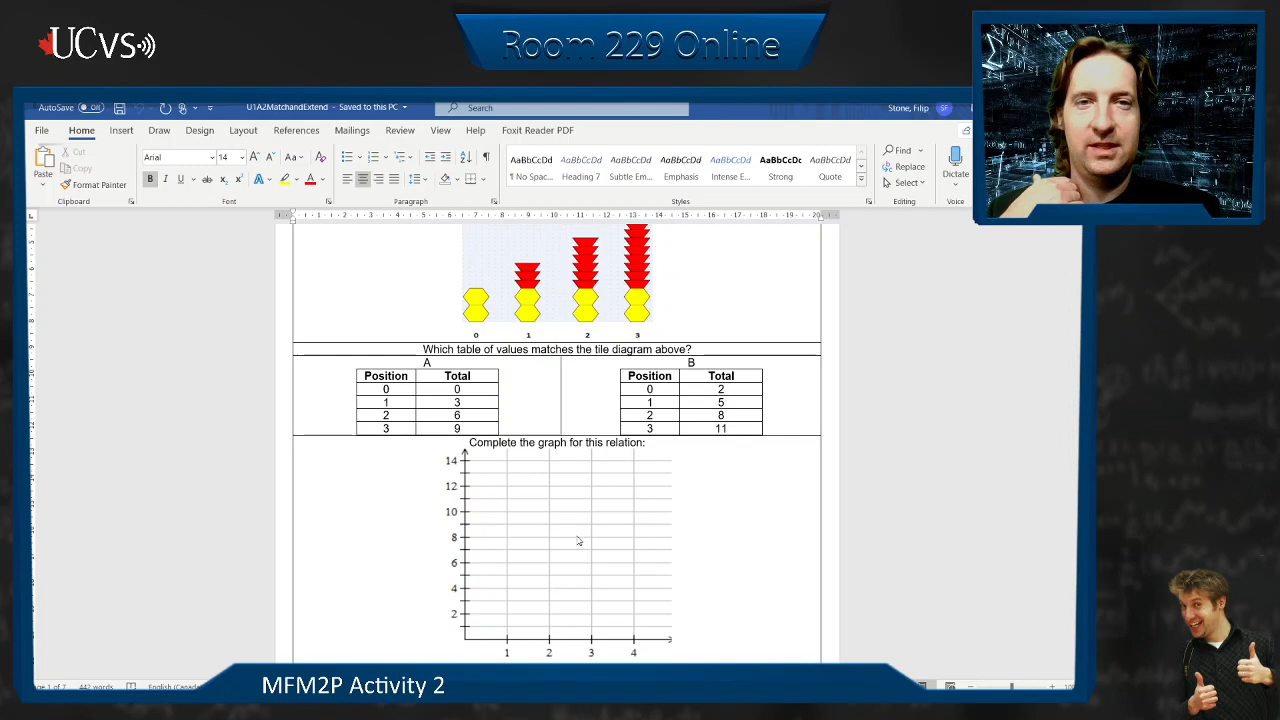 UCvs
Room 229 Online
AutoSave Off U1A2MatchandExtend - Saved to this PC Search Stone, Filip SF
File Home Insert Draw Design Layout References Mailings Review View Help Foxit Reader PDF
Paste Cut Copy Format Painter
Arial 14
AaBbCcDd AaBbCcDd AaBbCcDd AaBbCcDd AaBbCcDd AaBbCcDc AaBbCcDd
¶ No Spac... Heading 7 Subtle Em... Emphasis Intense E... Strong Quote
Find Replace Select Dictate
Clipboard Font Paragraph Styles Editing Voice
0 1 2 3
Which table of values matches the tile diagram above?
A B
Position Total Position Total
0 0 0 2
1 3 1 5
2 6 2 8
3 9 3 11
Complete the graph for this relation:
14
12
10
8
6
4
2
1 2 3 4
MFM2P Activity 2